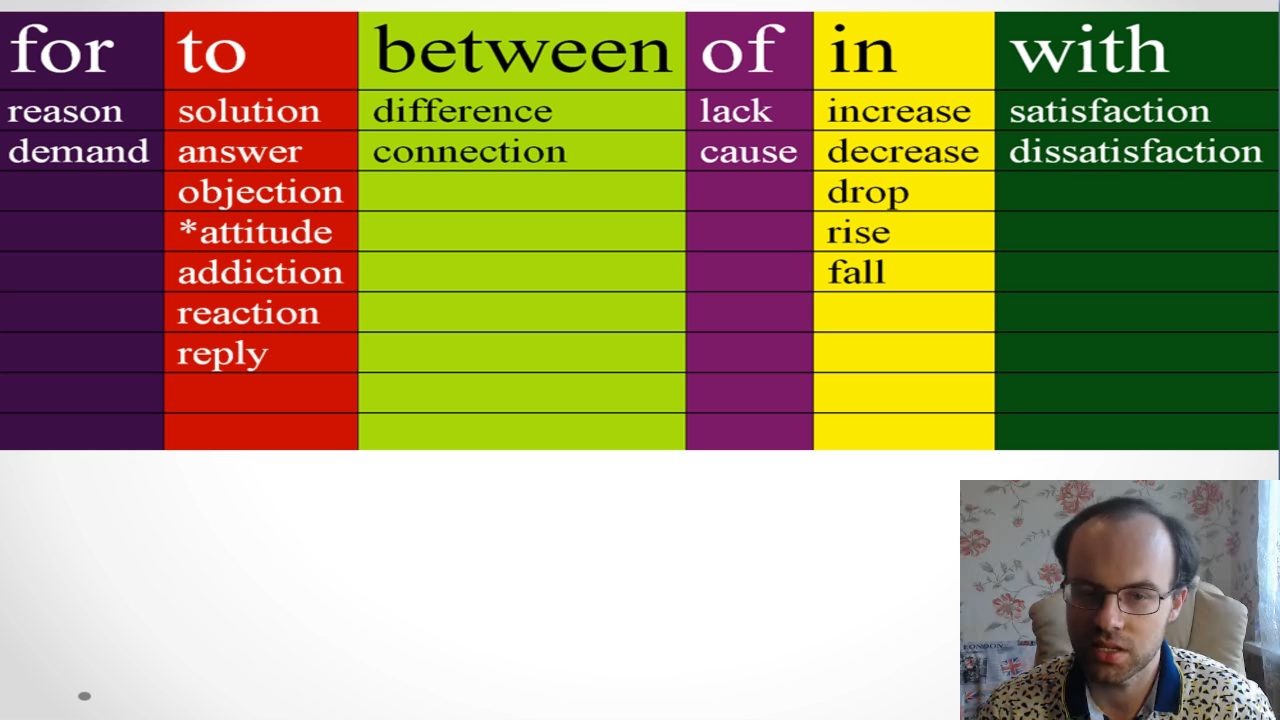 for to between of in with
reason solution difference lack increase satisfaction
demand answer connection cause decrease dissatisfaction
objection drop
*attitude rise
addiction fall
reaction
reply
LONDON